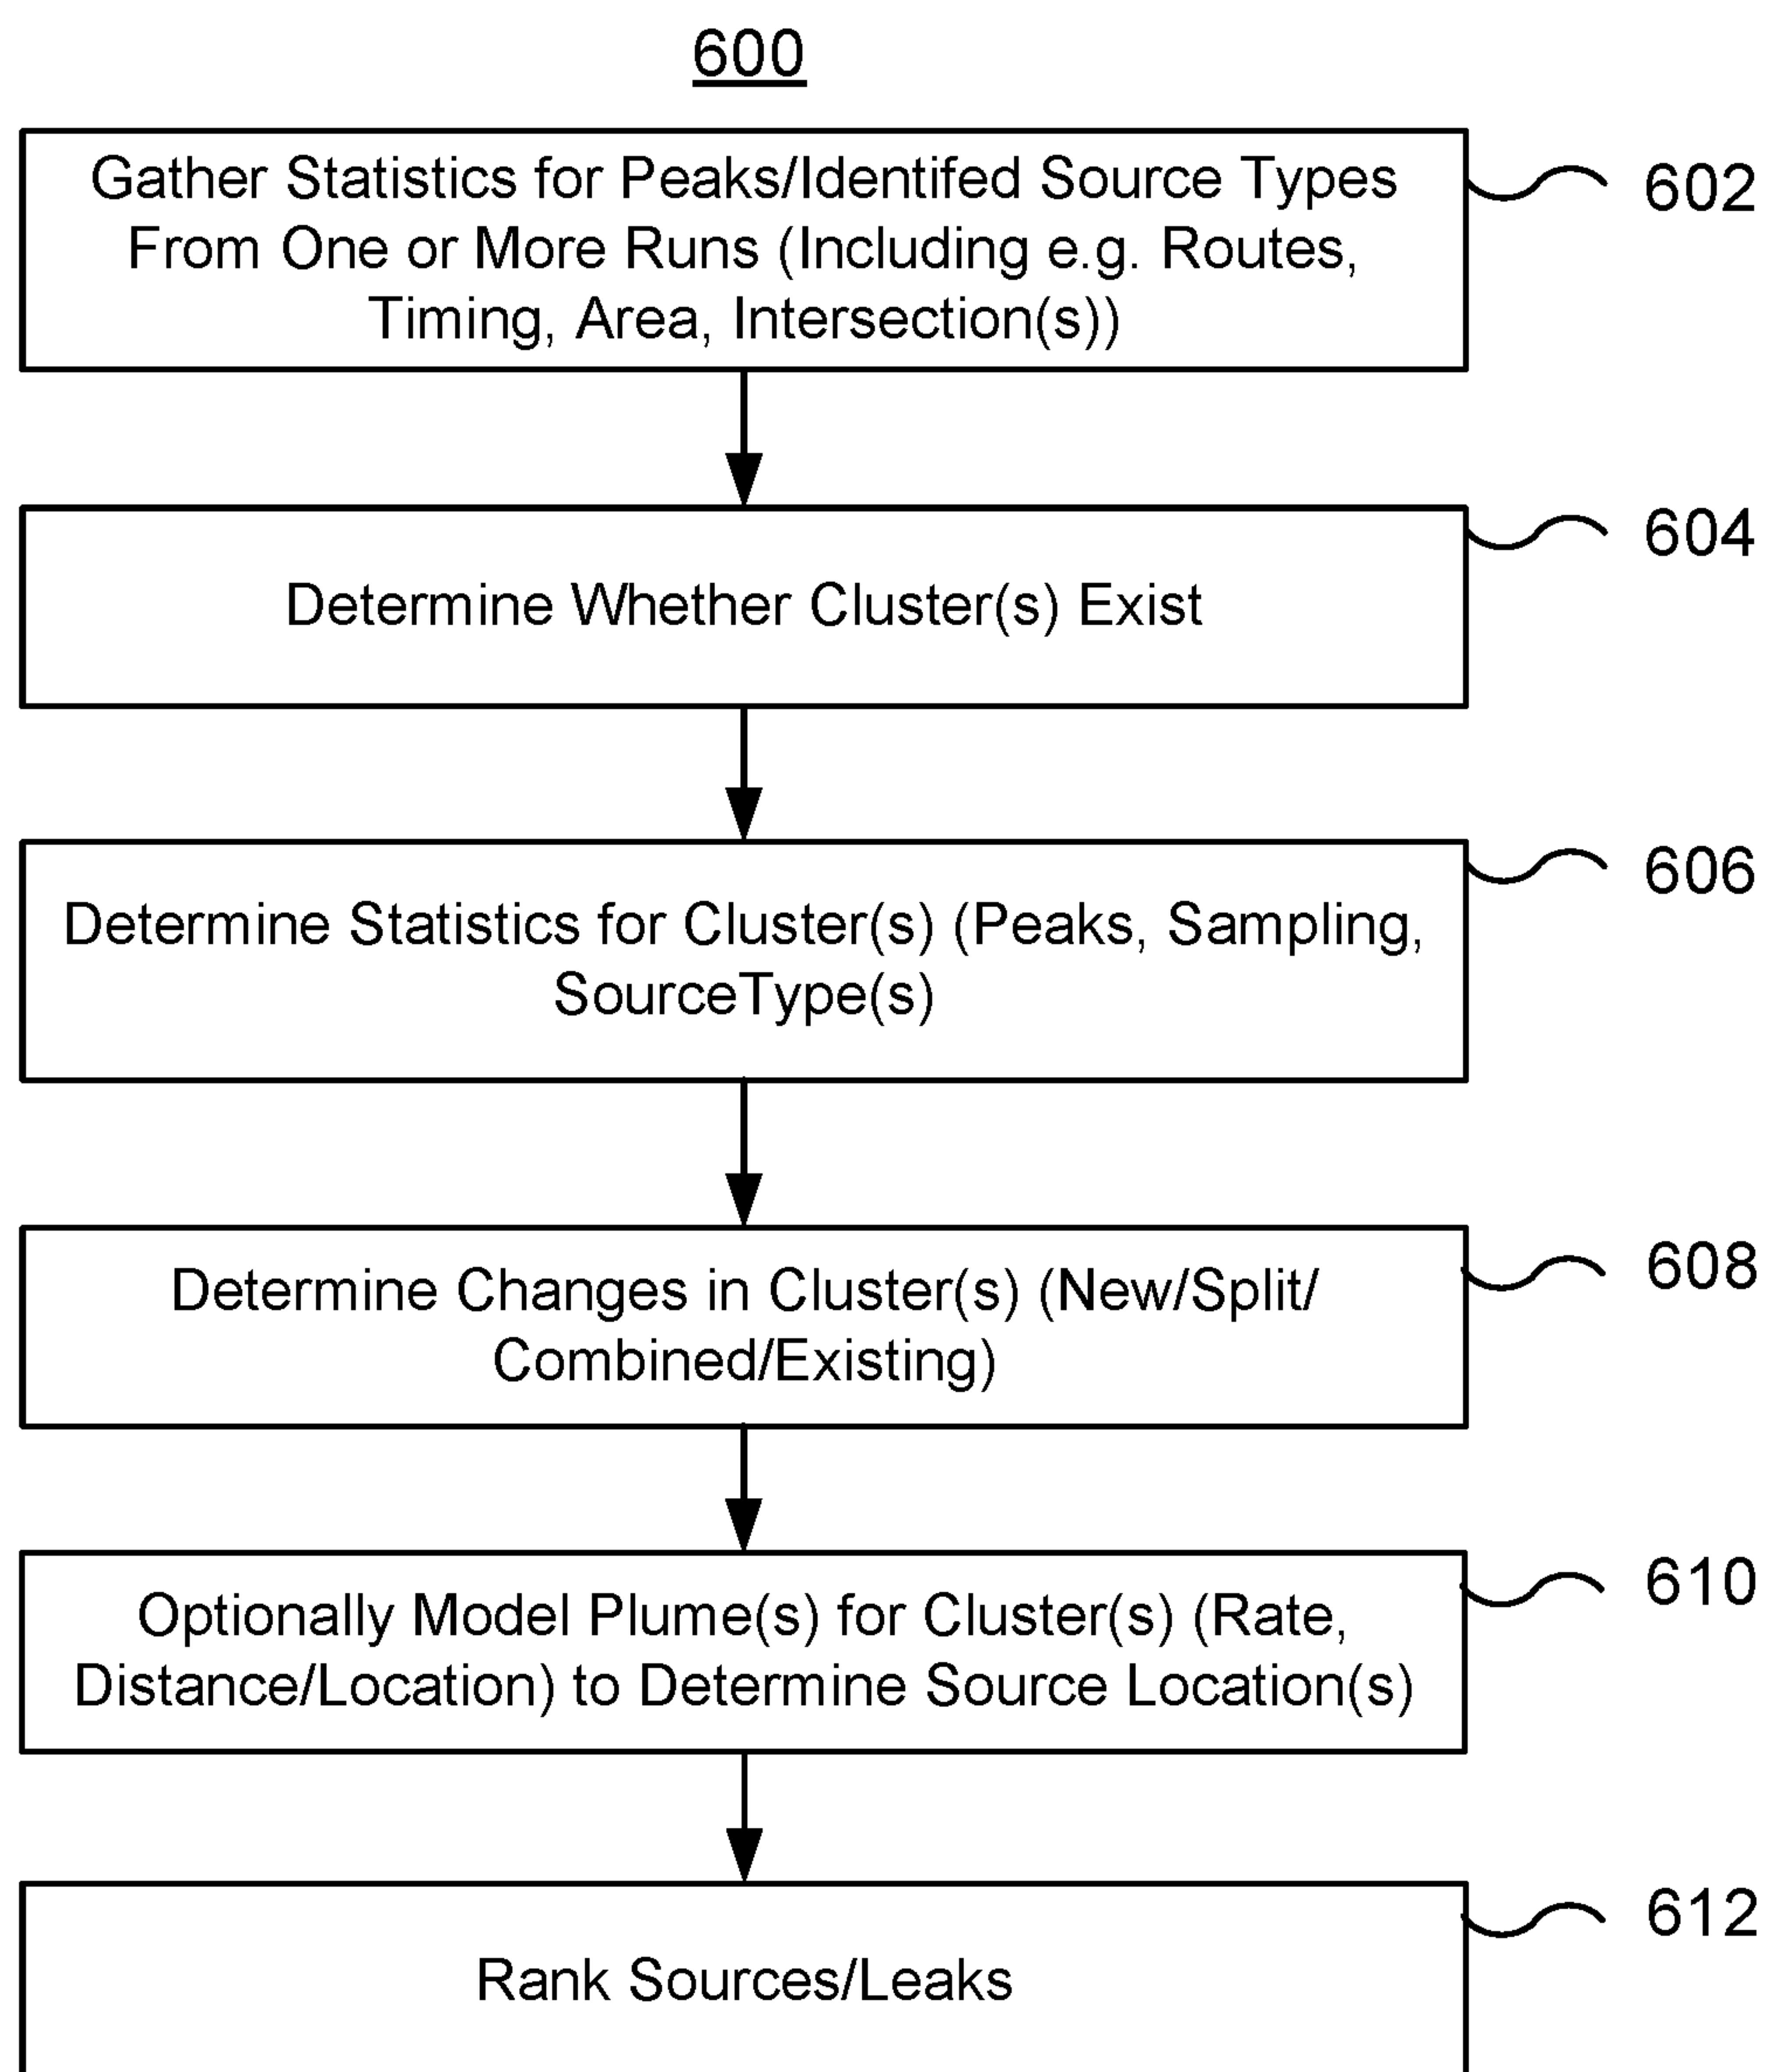 600
Gather Statistics for Peaks/Identifed Source Types
From One or More Runs (Including e.g. Routes,
Timing, Area, Intersection(s))
602
Determine Whether Cluster(s) Exist
604
Determine Statistics for Cluster(s) (Peaks, Sampling,
SourceType(s)
606
Determine Changes in Cluster(s) (New/Split/
Combined/Existing)
608
Optionally Model Plume(s) for Cluster(s) (Rate,
Distance/Location) to Determine Source Location(s)
610
Rank Sources/Leaks
612